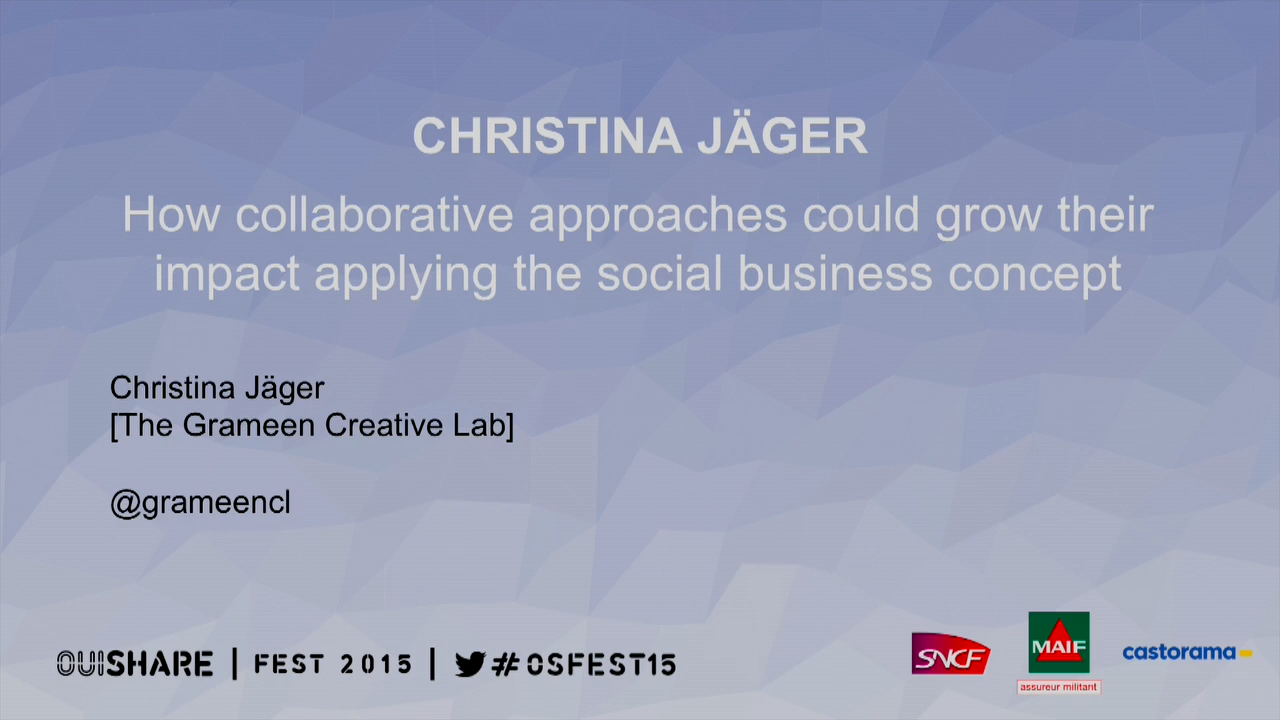 CHRISTINA JÄGER
How collaborative approaches could grow their
impact applying the social business concept
Christina Jäger
[The Grameen Creative Lab]
@grameencl
OUISHARE | FEST 2015 | #OSFEST15
SNCF
MAIF
assureur militant
castorama